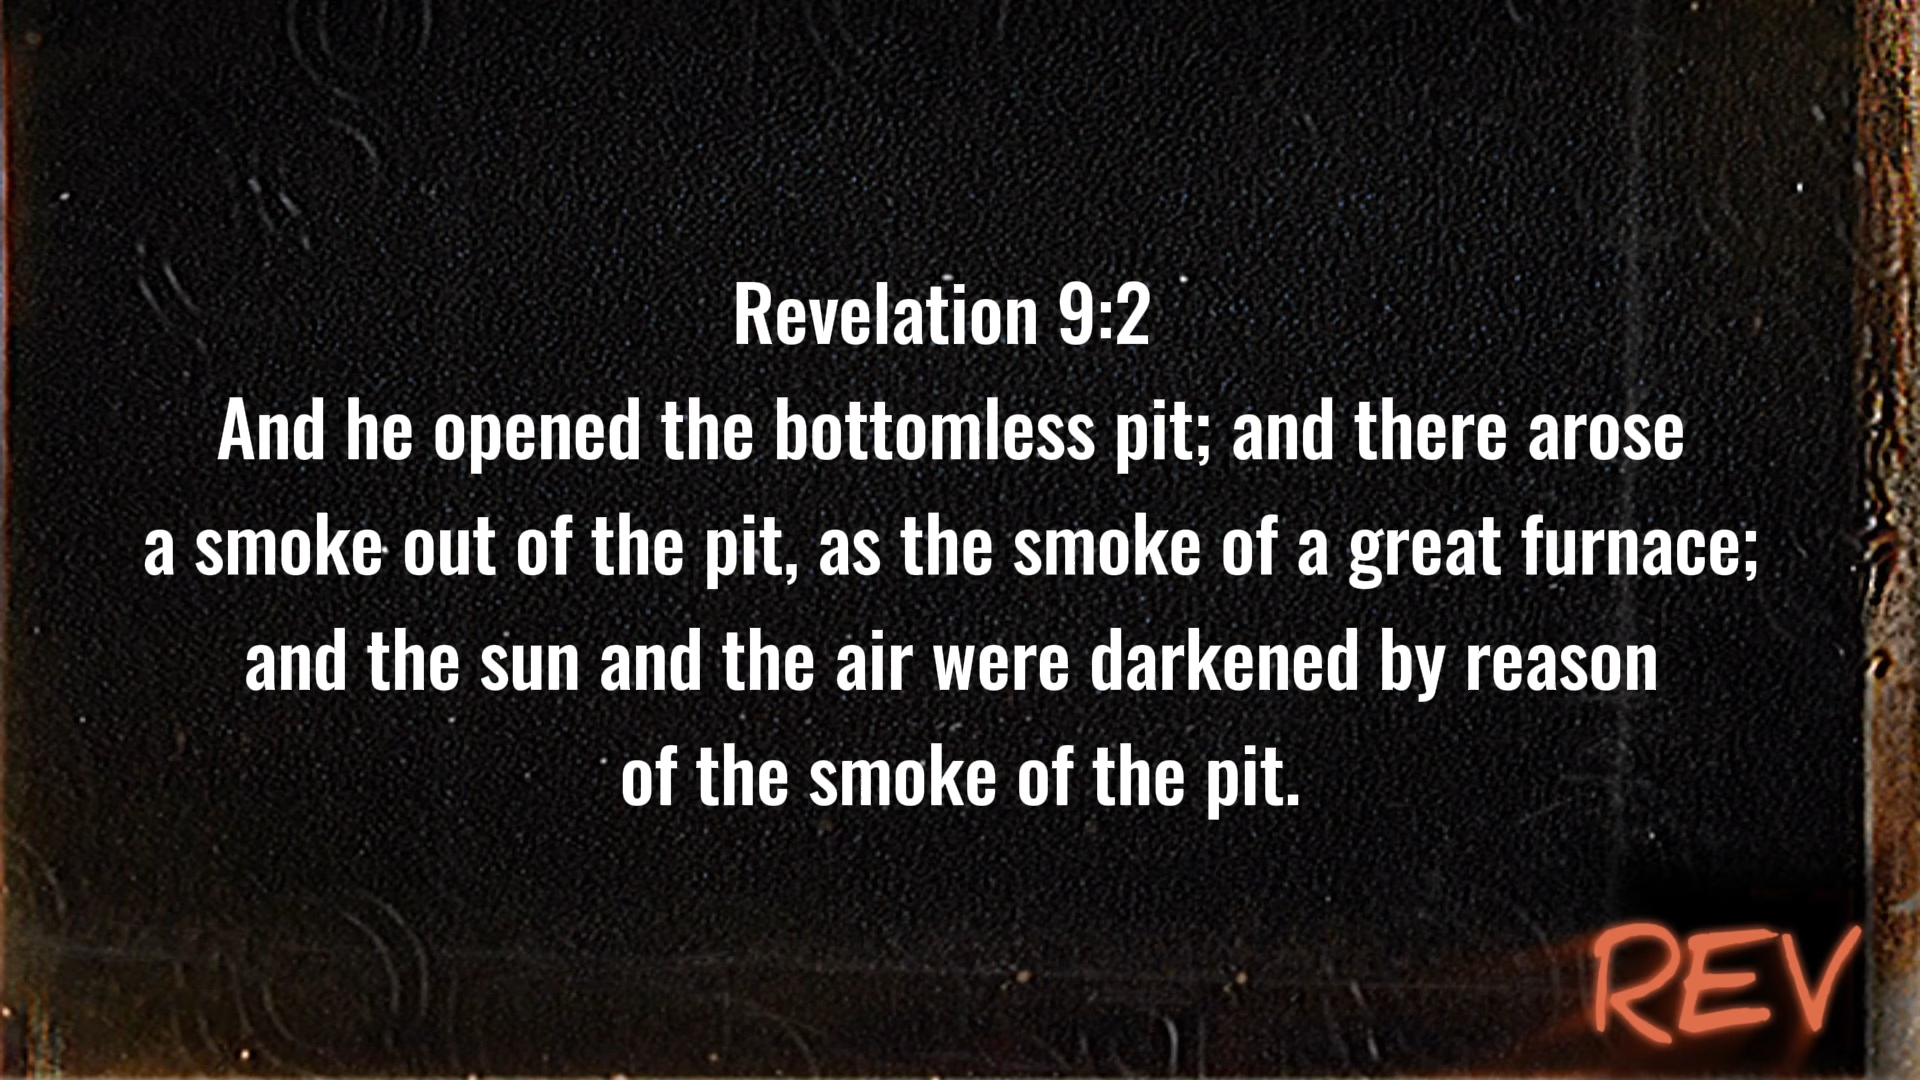 Revelation 9:2
And he opened the bottomless pit; and there arose
a smoke out of the pit, as the smoke of a great furnace;
and the sun and the air were darkened by reason
of the smoke of the pit.
REV